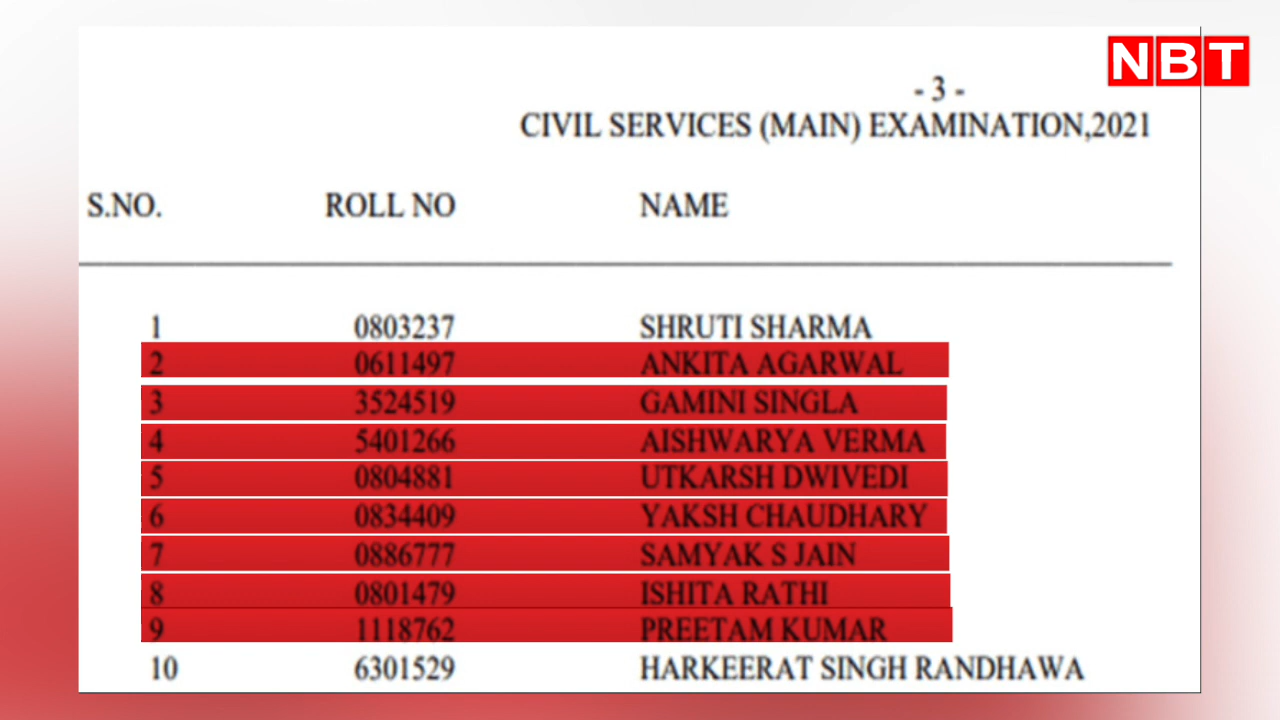 NBT
- 3 -
CIVIL SERVICES (MAIN) EXAMINATION,2021
S.NO. ROLL NO NAME
1 0803237 SHRUTI SHARMA
2 0611497 ANKITA AGARWAL
3 3524519 GAMINI SINGLA
4 5401266 AISHWARYA VERMA
5 0804881 UTKARSH DWIVEDI
6 0834409 YAKSH CHAUDHARY
7 0886777 SAMYAK S JAIN
8 0801479 ISHITA RATHI
9 1118762 PREETAM KUMAR
10 6301529 HARKEERAT SINGH RANDHAWA